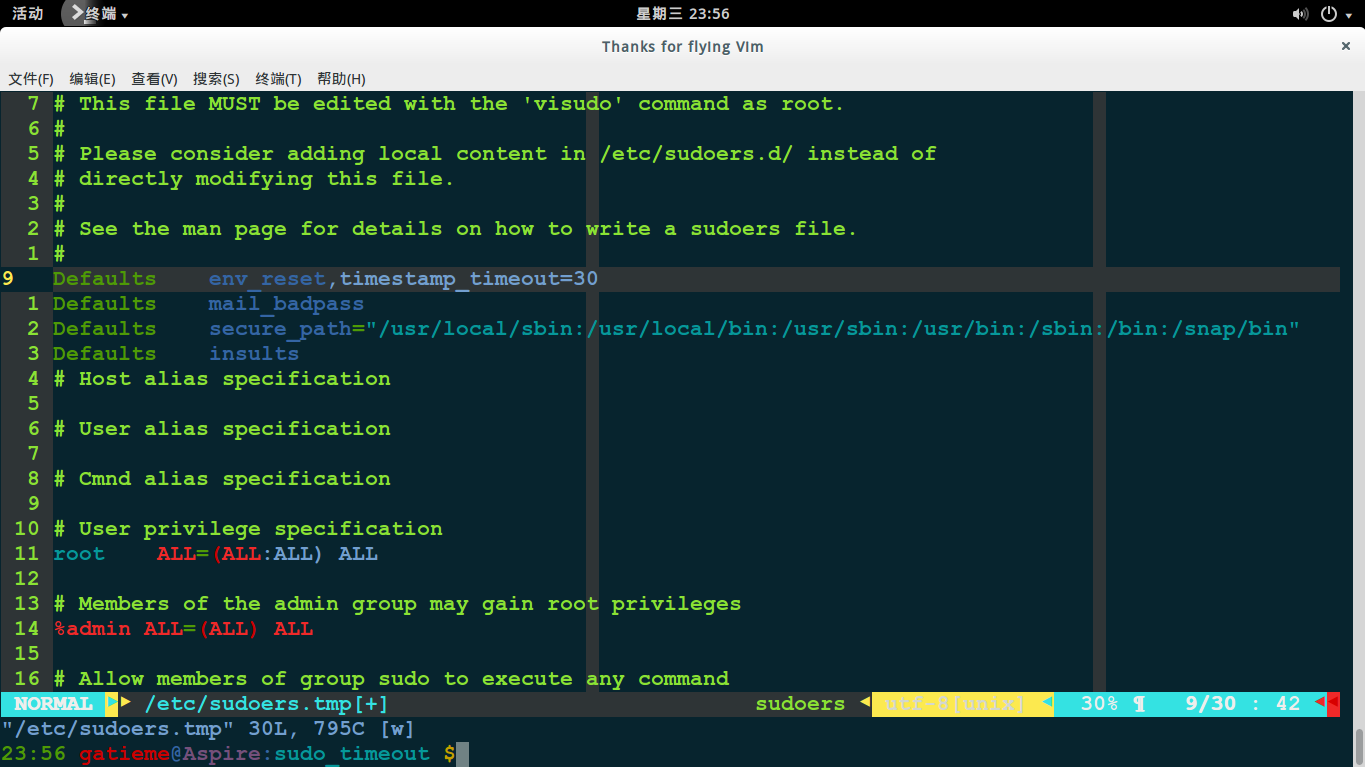 活动 终端
星期三 23:56
Thanks for flyIng VIm ×
文件(F) 编辑(E) 查看(V) 搜索(S) 终端(T) 帮助(H)
7 # This file MUST be edited with the 'visudo' command as root.
6 #
5 # Please consider adding local content in /etc/sudoers.d/ instead of
4 # directly modifying this file.
3 #
2 # See the man page for details on how to write a sudoers file.
1 #
9 Defaults    env_reset,timestamp_timeout=30
1 Defaults    mail_badpass
2 Defaults    secure_path="/usr/local/sbin:/usr/local/bin:/usr/sbin:/usr/bin:/sbin:/bin:/snap/bin"
3 Defaults    insults
4 # Host alias specification
5
6 # User alias specification
7
8 # Cmnd alias specification
9
10 # User privilege specification
11 root    ALL=(ALL:ALL) ALL
12
13 # Members of the admin group may gain root privileges
14 %admin ALL=(ALL) ALL
15
16 # Allow members of group sudo to execute any command
NORMAL /etc/sudoers.tmp[+] sudoers utf-8[unix] 30% ¶ 9/30 : 42
"/etc/sudoers.tmp" 30L, 795C [w]
23:56 gatieme@Aspire:sudo_timeout $